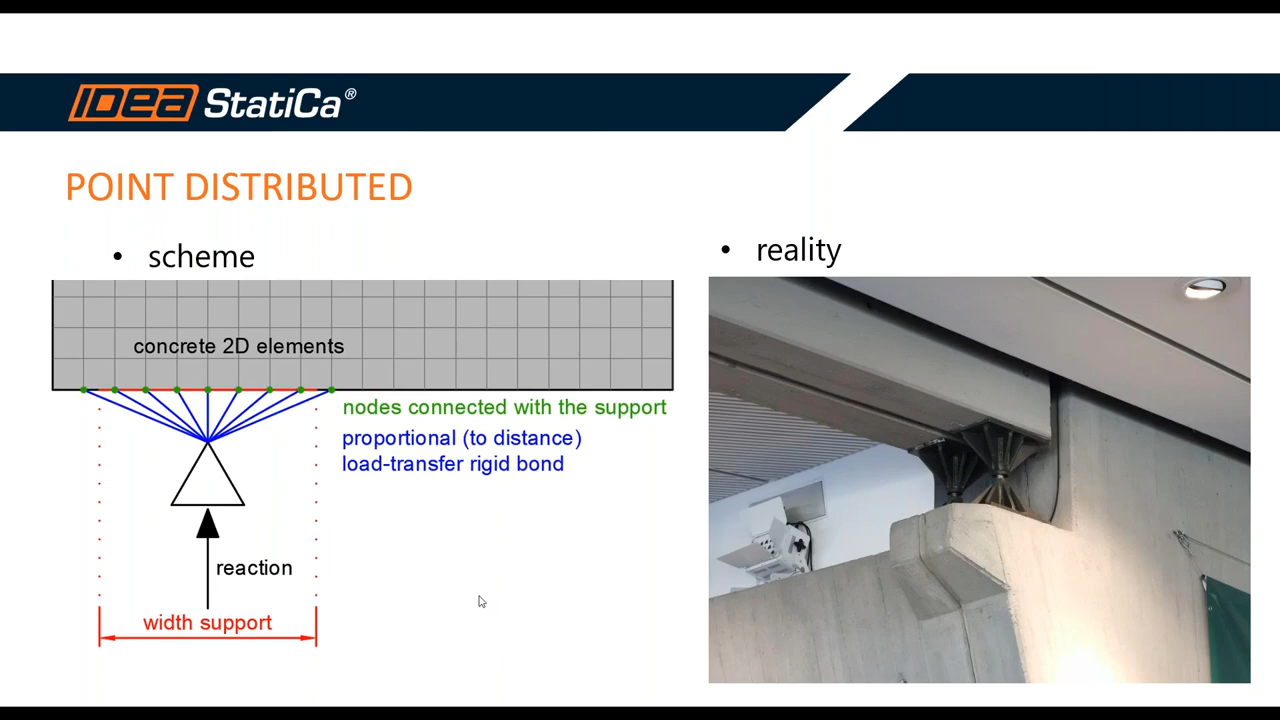 IDEA StatiCa®
POINT DISTRIBUTED
• scheme
concrete 2D elements
nodes connected with the support
proportional (to distance)
load-transfer rigid bond
reaction
width support
• reality